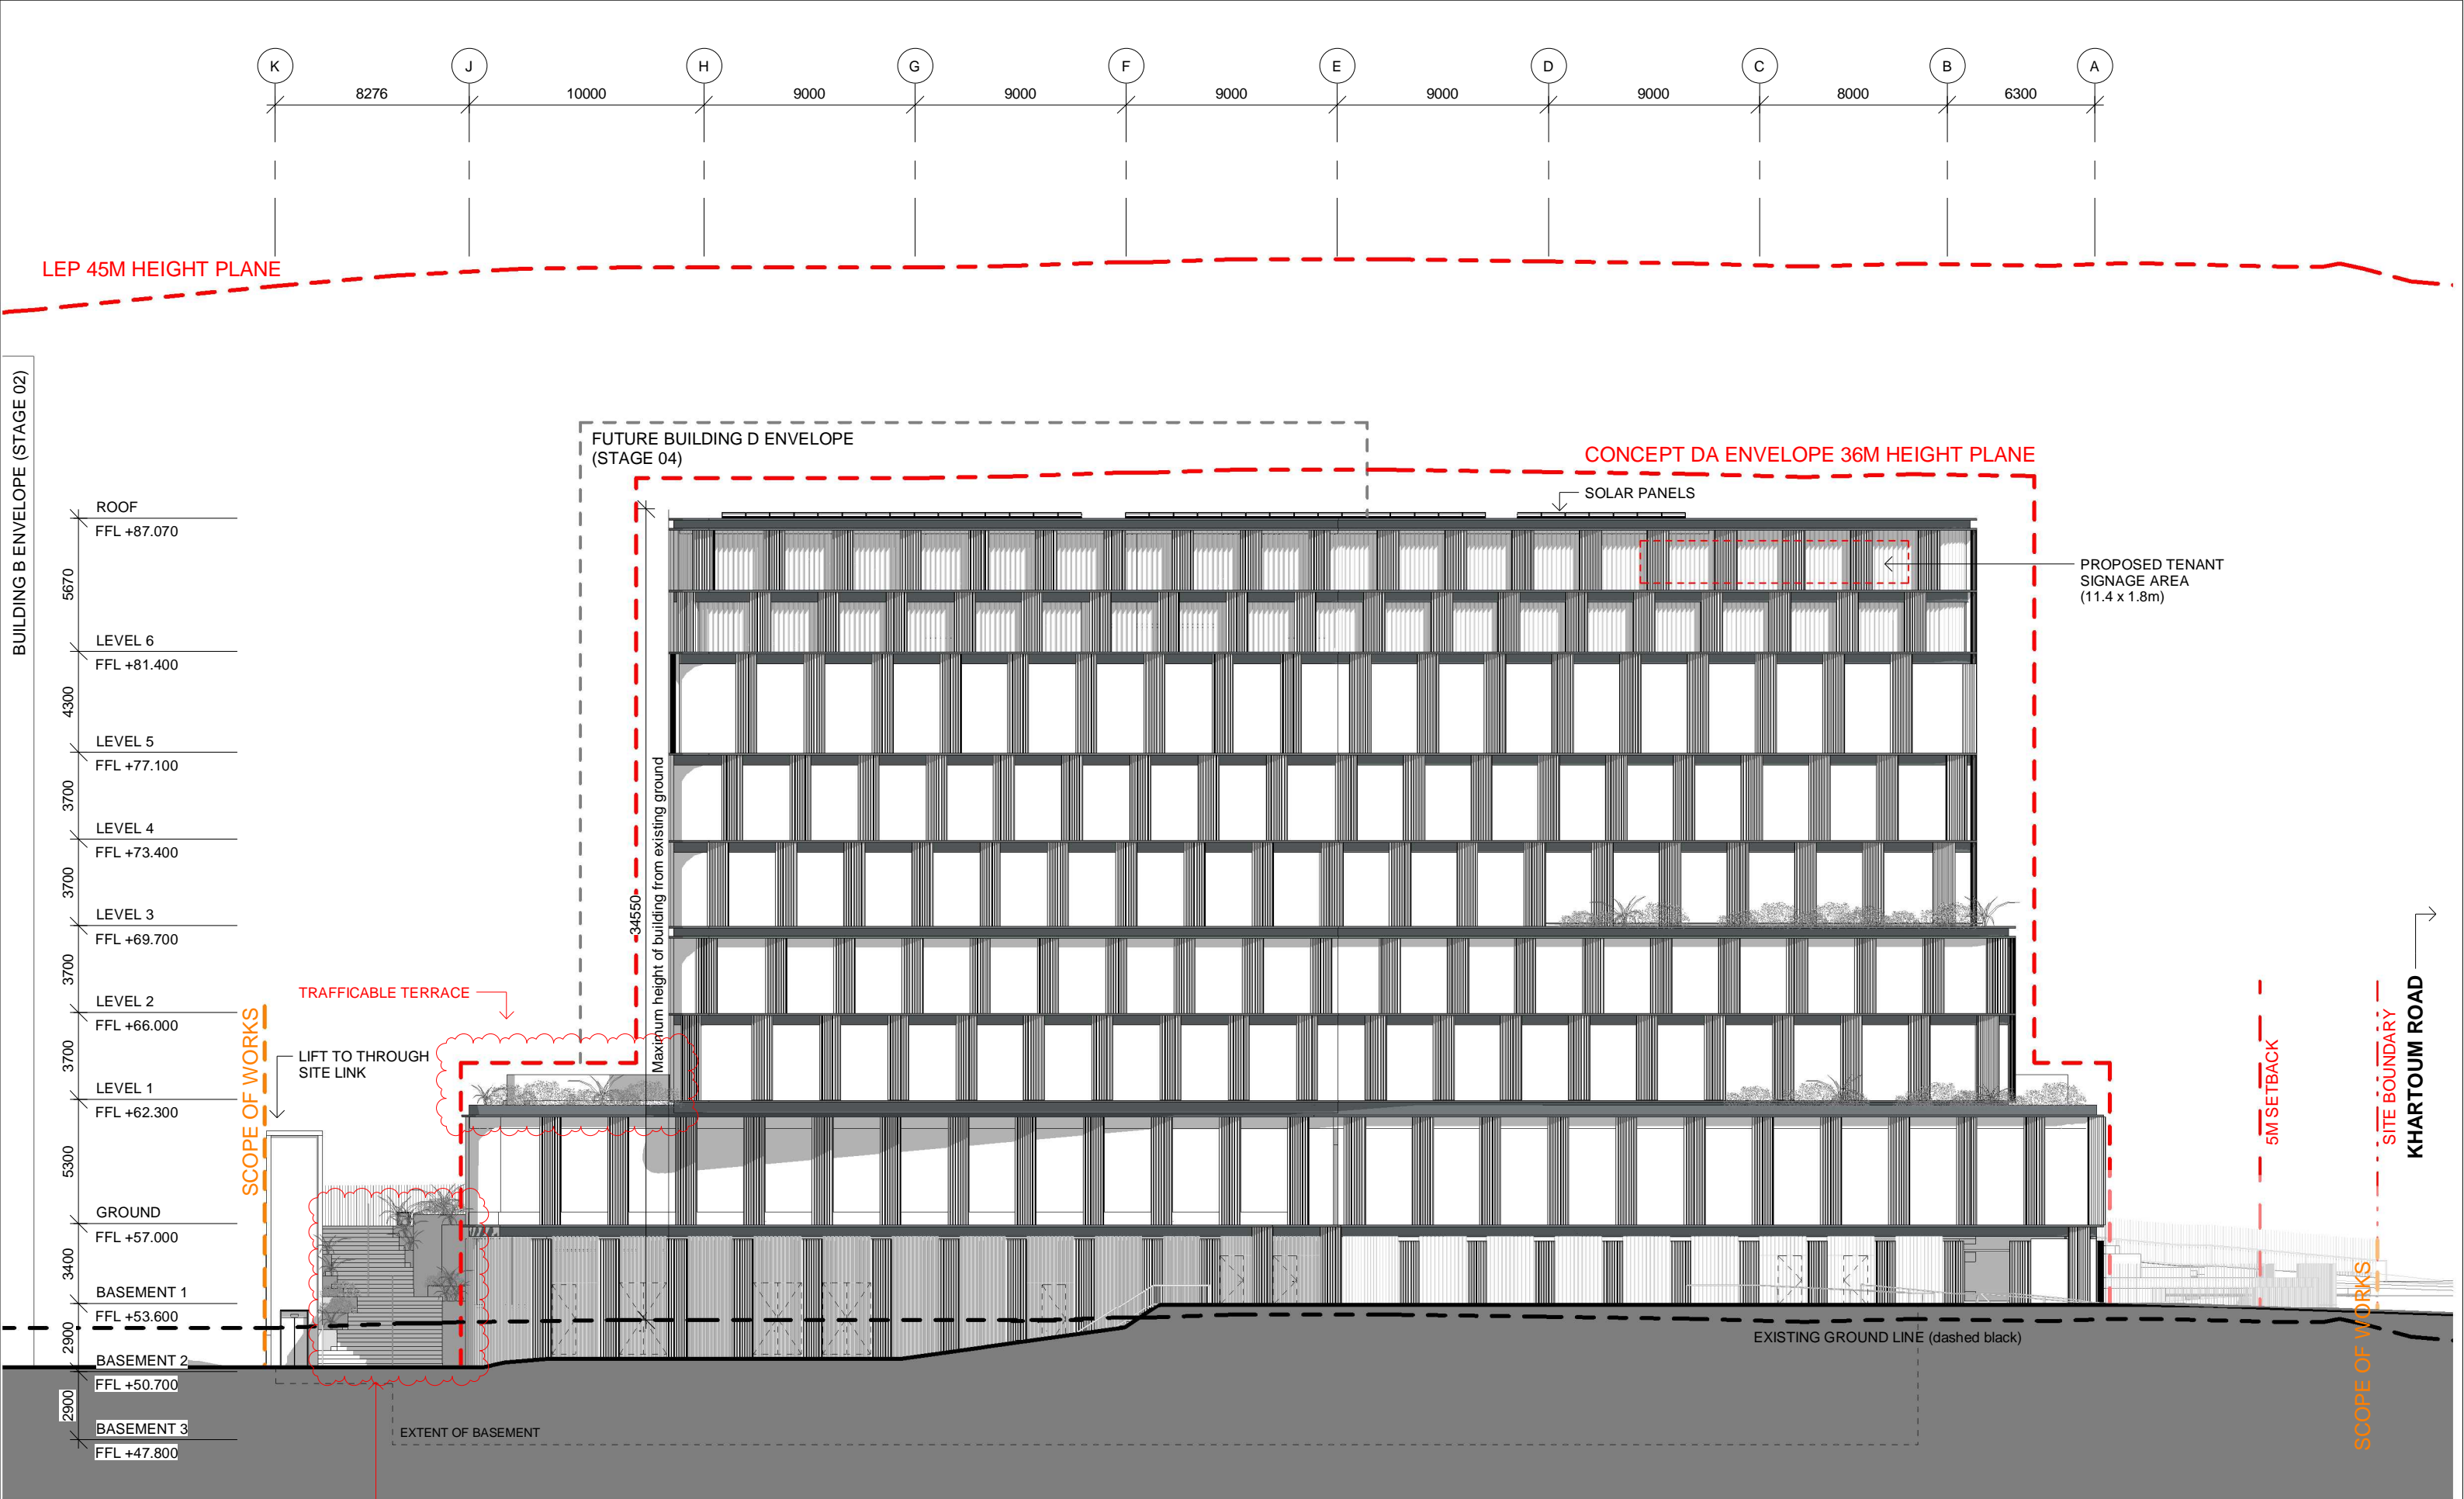 K
J
H
G
F
E
D
C
B
A
8276
10000
9000
9000
9000
9000
9000
8000
6300
LEP 45M HEIGHT PLANE
BUILDING B ENVELOPE (STAGE 02)
FUTURE BUILDING D ENVELOPE
(STAGE 04)
CONCEPT DA ENVELOPE 36M HEIGHT PLANE
SOLAR PANELS
PROPOSED TENANT
SIGNAGE AREA
(11.4 x 1.8m)
ROOF
FFL +87.070
5670
LEVEL 6
FFL +81.400
4300
LEVEL 5
FFL +77.100
3700
LEVEL 4
FFL +73.400
3700
LEVEL 3
FFL +69.700
3700
LEVEL 2
FFL +66.000
3700
LEVEL 1
FFL +62.300
5300
GROUND
FFL +57.000
3400
BASEMENT 1
FFL +53.600
2900
BASEMENT 2
FFL +50.700
2900
BASEMENT 3
FFL +47.800
34550
Maximum height of building from existing ground
TRAFFICABLE TERRACE
SCOPE OF WORKS
LIFT TO THROUGH
SITE LINK
5M SETBACK
SITE BOUNDARY
KHARTOUM ROAD
SCOPE OF WORKS
EXISTING GROUND LINE (dashed black)
EXTENT OF BASEMENT